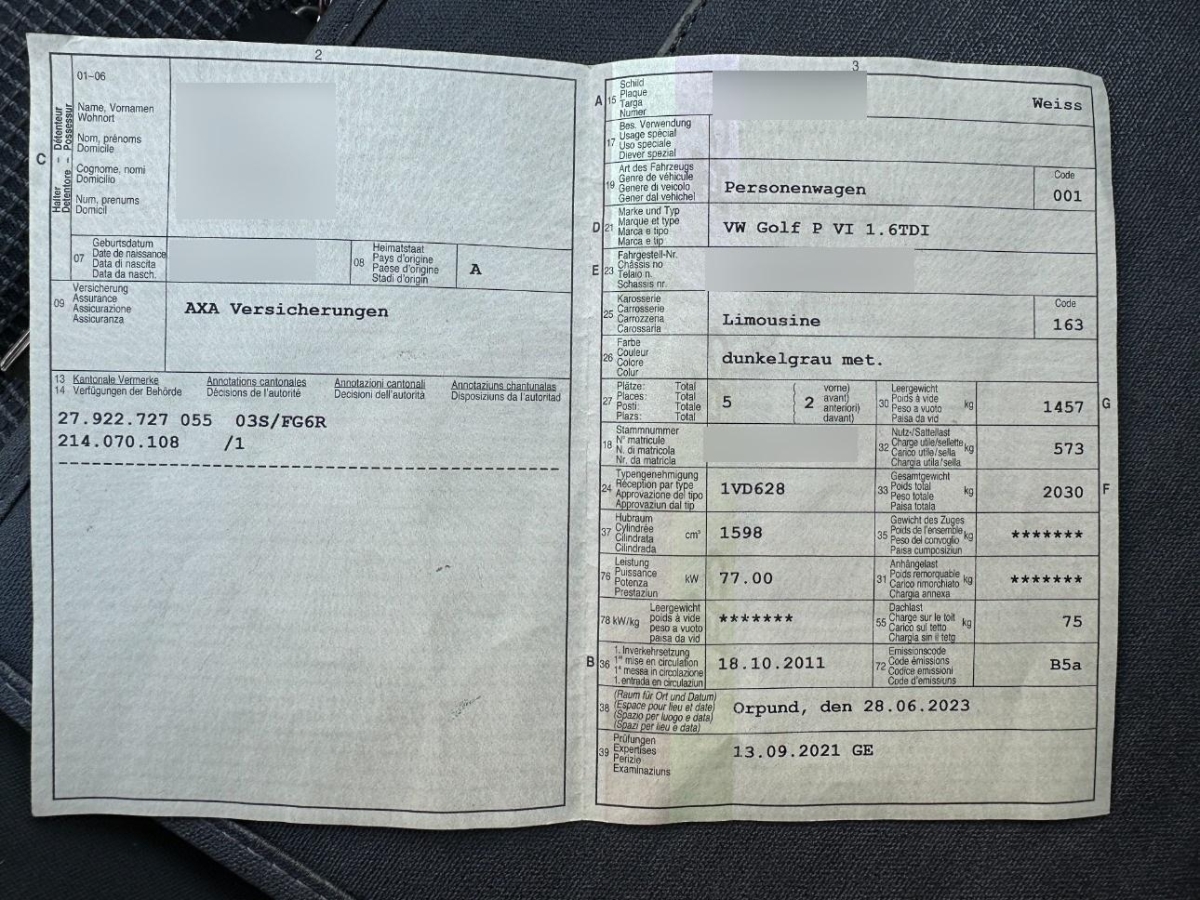 2
01–06
Name, Vornamen
Wohnort
Nom, prénoms
Domicile
Cognome, nomi
Domicilio
Num, prenums
Domicil
C
Halter – Détenteur
Detentore – Possessur
07
Geburtsdatum
Date de naissance
Data di nascita
Data da nasch.
08
Heimatstaat
Pays d'origine
Paese d'origine
Stadi d'origin
A
09
Versicherung
Assurance
Assicurazione
Assicuranza
AXA Versicherungen
13 Kantonale Vermerke Annotations cantonales Annotazioni cantonali Annotaziuns chantunalas
14 Verfügungen der Behörde Décisions de l'autorité Decisioni dell'autorità Disposiziuns da l'autoritad
27.922.727 055 03S/FG6R
214.070.108 /1
3
A 15
Schild
Plaque
Targa
Numer
Weiss
17
Bes. Verwendung
Usage spécial
Uso speciale
Diever spezial
19
Art des Fahrzeugs
Genre de véhicule
Genere di veicolo
Gener dal vehichel
Personenwagen
Code
001
D 21
Marke und Typ
Marque et type
Marca e tipo
Marca e tip
VW Golf P VI 1.6TDI
E 23
Fahrgestell-Nr.
Châssis no
Telaio n.
Schassis nr.
25
Karosserie
Carrosserie
Carrozzeria
Carossaria
Limousine
Code
163
26
Farbe
Couleur
Colore
Colur
dunkelgrau met.
27
Plätze: Total
Places: Total
Posti: Totale
Plazs: Total
5
( vorne)
( avant)
( anteriori)
( davant)
2
30
Leergewicht
Poids à vide
Peso a vuoto
Paisa da vid
kg
1457
G
18
Stammnummer
N° matricule
N. di matricola
Nr. da matricla
32
Nutz-/Sattellast
Charge utile/sellette
Carico utile/sella
Chargia utila/sella
kg
573
24
Typengenehmigung
Réception par type
Approvazione del tipo
Approvaziun dal tip
1VD628
33
Gesamtgewicht
Poids total
Peso totale
Paisa totala
kg
2030
F
37
Hubraum
Cylindrée
Cilindrata
Cilindrada
cm³
1598
35
Gewicht des Zuges
Poids de l'ensemble
Peso del convoglio
Paisa cumposiziun
kg
*******
76
Leistung
Puissance
Potenza
Prestaziun
kW
77.00
31
Anhängelast
Poids remorquable
Carico rimorchiato
Chargia annexa
kg
*******
78 kW/kg
Leergewicht
poids à vide
peso a vuoto
paisa da vid
*******
55
Dachlast
Charge sur le toit
Carico sul tetto
Chargia sin il tetg
kg
75
B 36
1. Inverkehrsetzung
1re mise en circulation
1a messa in circolazione
1. entrada en circulaziun
18.10.2011
72
Emissionscode
Code émissions
Codice emissioni
Code d'emissiuns
B5a
38
(Raum für Ort und Datum)
(Espace pour lieu et date)
(Spazio per luogo e data)
(Spazi per lieu e data)
Orpund, den 28.06.2023
39
Prüfungen
Expertises
Perizie
Examinaziuns
13.09.2021 GE